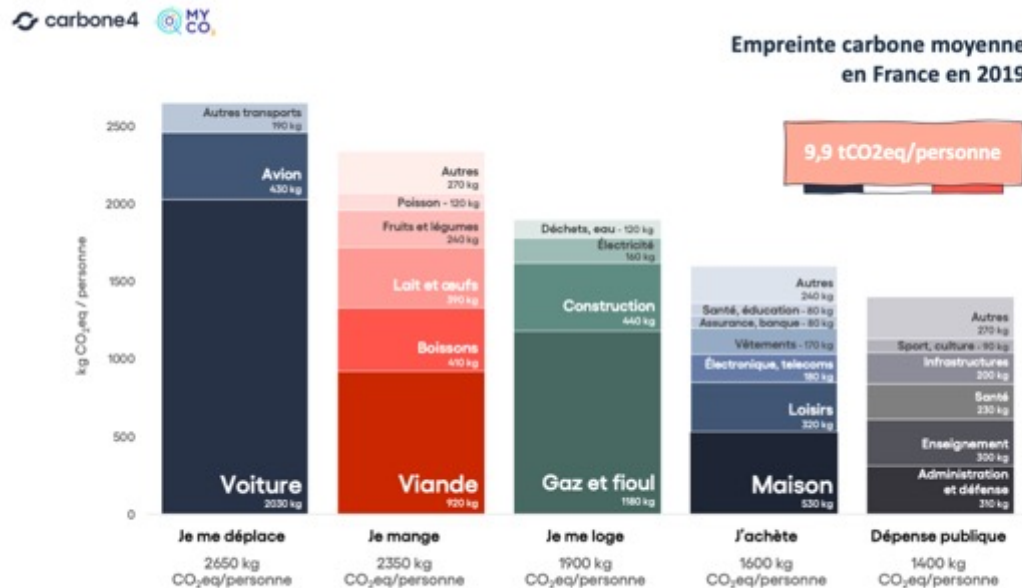 carbone4
MY
CO₂
Empreinte carbone moyenne
en France en 2019
9,9 tCO2eq/personne
kg CO₂eq / personne
2500
2000
1500
1000
500
0
Autres transports
190 kg
Avion
430 kg
Voiture
2030 kg
Autres
270 kg
Poisson - 120 kg
Fruits et légumes
240 kg
Lait et œufs
390 kg
Boissons
410 kg
Viande
920 kg
Déchets, eau - 120 kg
Électricité
160 kg
Construction
440 kg
Gaz et fioul
1180 kg
Autres
240 kg
Santé, éducation - 80 kg
Assurance, banque - 80 kg
Vêtements - 170 kg
Électronique, telecoms
180 kg
Loisirs
320 kg
Maison
530 kg
Autres
270 kg
Sport, culture - 90 kg
Infrastructures
200 kg
Santé
230 kg
Enseignement
300 kg
Administration
et défense
310 kg
Je me déplace
2650 kg
CO₂eq/personne
Je mange
2350 kg
CO₂eq/personne
Je me loge
1900 kg
CO₂eq/personne
J'achète
1600 kg
CO₂eq/personne
Dépense publique
1400 kg
CO₂eq/personne